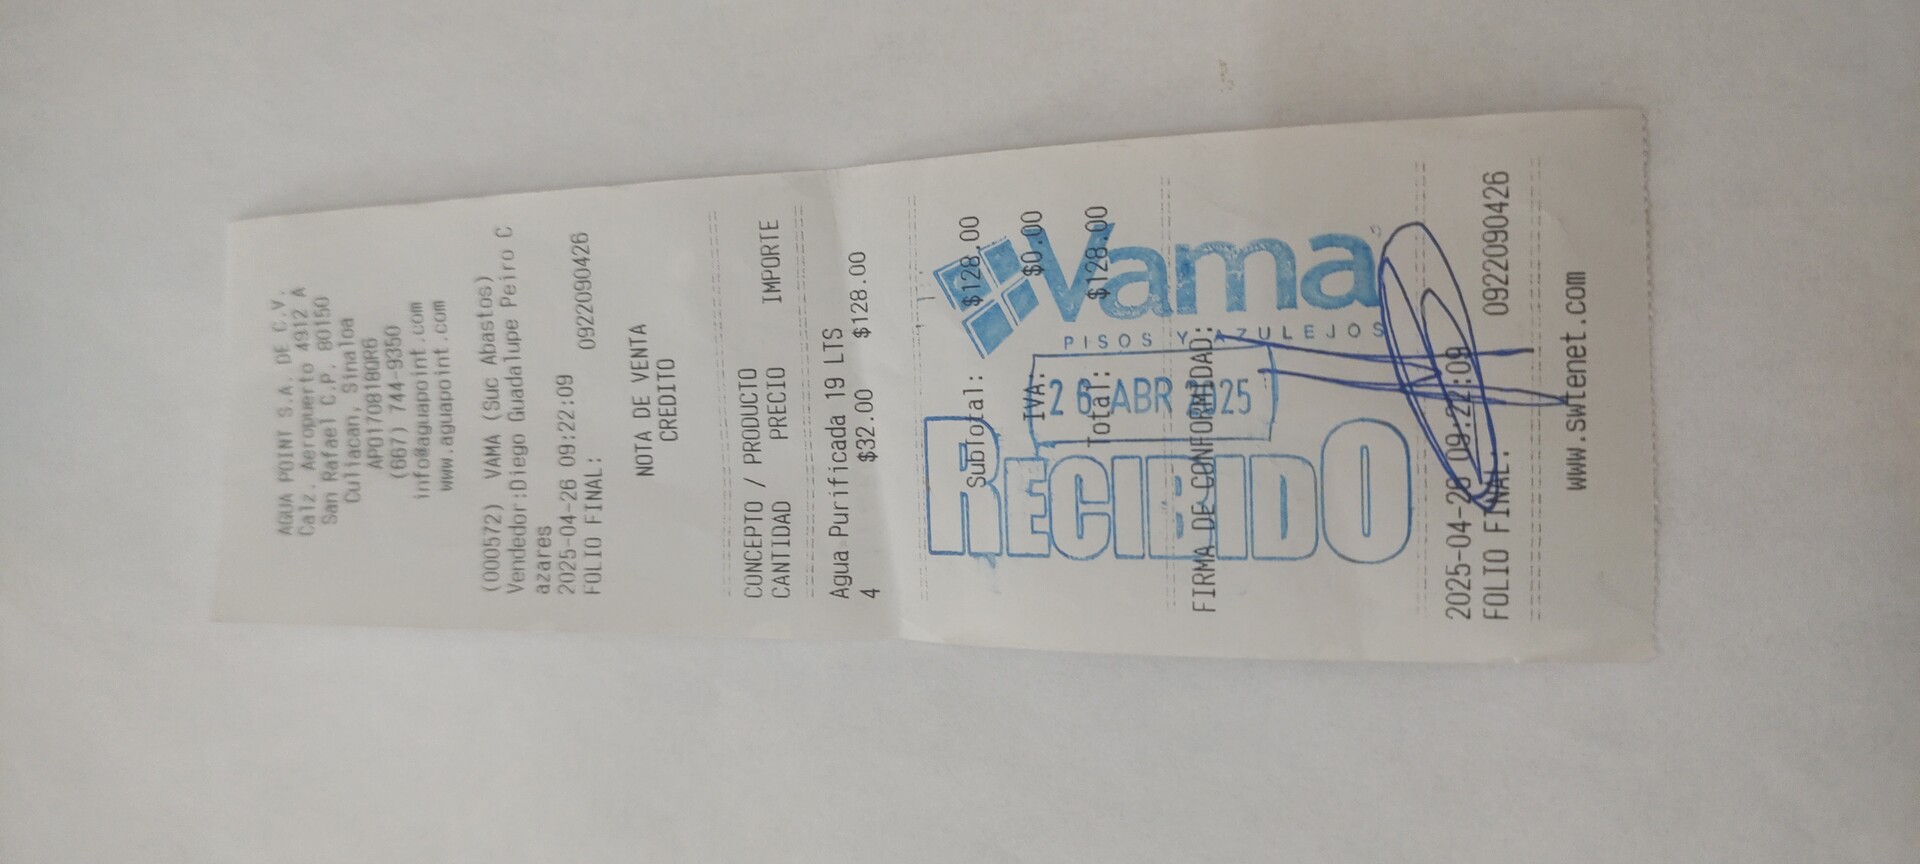 AGUA POINT S.A. DE C.V.
Calz. Aeropuerto 4912 A
San Rafael C.P. 80150
Culiacan, Sinaloa
APO170818QR6
(667) 744-9350
info@aguapoint.com
www.aguapoint.com
(000572) VAMA (Suc Abastos)
Vendedor:Diego Guadalupe Peiro C
azares
2025-04-26 09:22:09
FOLIO FINAL: 0922090426
NOTA DE VENTA
CREDITO
CONCEPTO / PRODUCTO
CANTIDAD PRECIO IMPORTE
Agua Purificada 19 LTS
4 $32.00 $128.00
SubTotal: $128.00
IVA: $0.00
Total: $128.00
Vama
PISOS Y AZULEJOS
26 ABR 2025
RECIBIDO
FIRMA DE CONFORMIDAD:
2025-04-26 09:22:09
FOLIO FINAL: 0922090426
www.swtenet.com